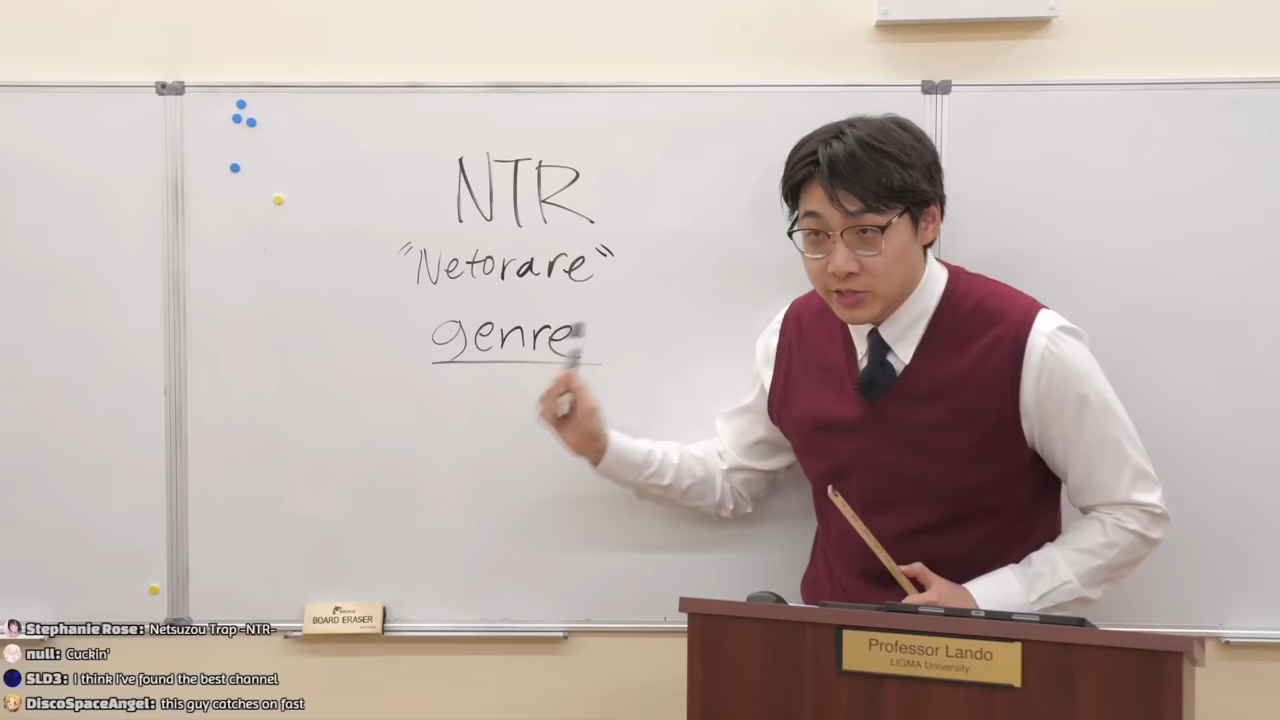 NTR
"Netorare"
genre
BOARD ERASER
Professor Lando
LIGMA University
Stephanie Rose: Netsuzou Trap -NTR-
null: Cuckin'
SLD3: I think I've found the best channel
DiscoSpaceAngel: this guy catches on fast